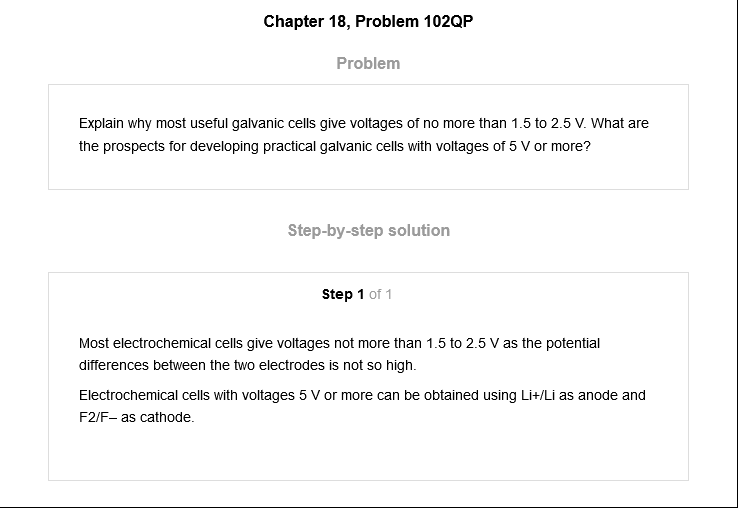 Chapter 18, Problem 102QP
Problem
Explain why most useful galvanic cells give voltages of no more than 1.5 to 2.5 V. What are
the prospects for developing practical galvanic cells with voltages of 5 V or more?
Step-by-step solution
Step 1 of 1
Most electrochemical cells give voltages not more than 1.5 to 2.5 V as the potential
differences between the two electrodes is not so high.
Electrochemical cells with voltages 5 V or more can be obtained using Li+/Li as anode and
F2/F– as cathode.